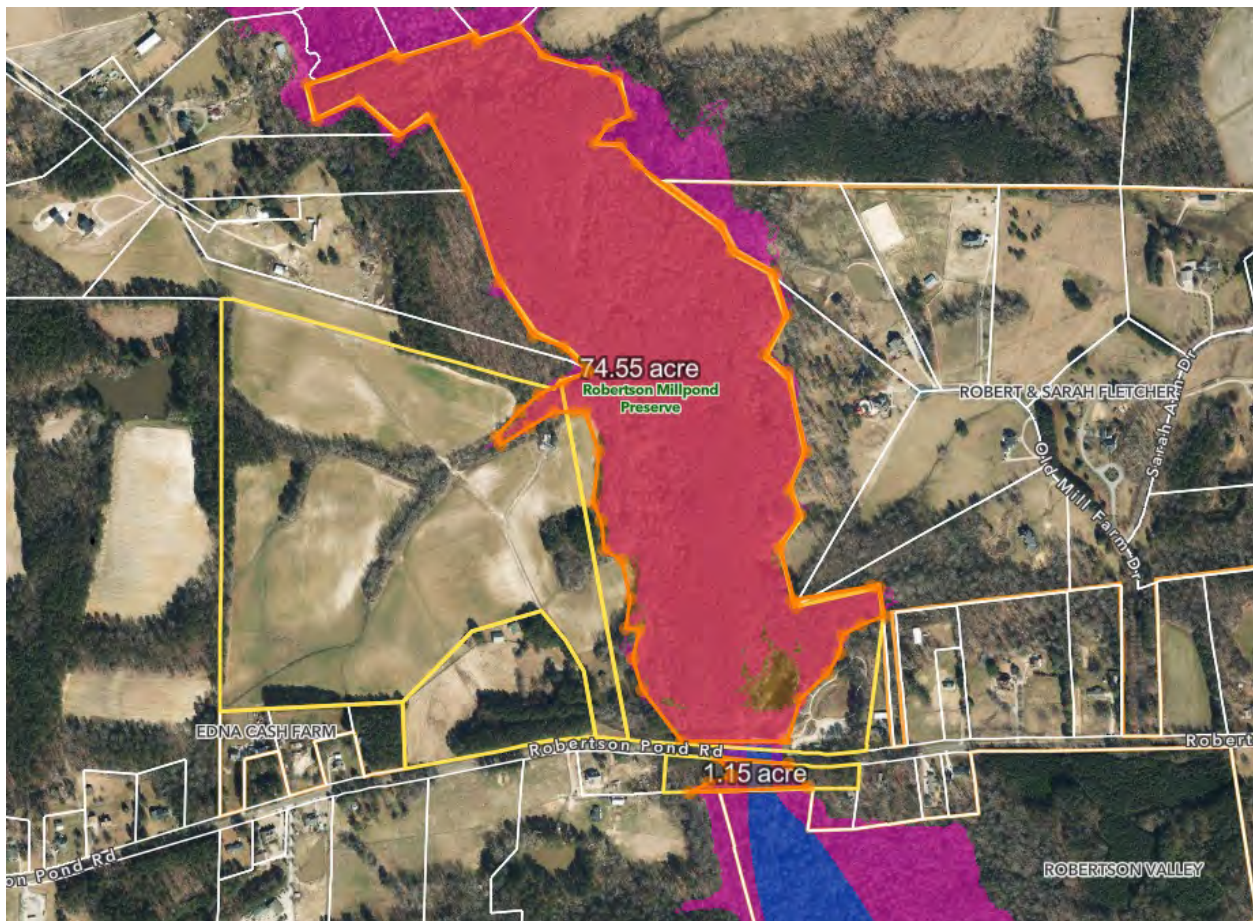 74.55 acre
Robertson Millpond
Preserve
ROBERT & SARAH FLETCHER
Sarah Ann Dr
Old Mill Farm Dr
EDNA CASH FARM
Robertson Pond Rd
Robert
1.15 acre
on Pond Rd
ROBERTSON VALLEY